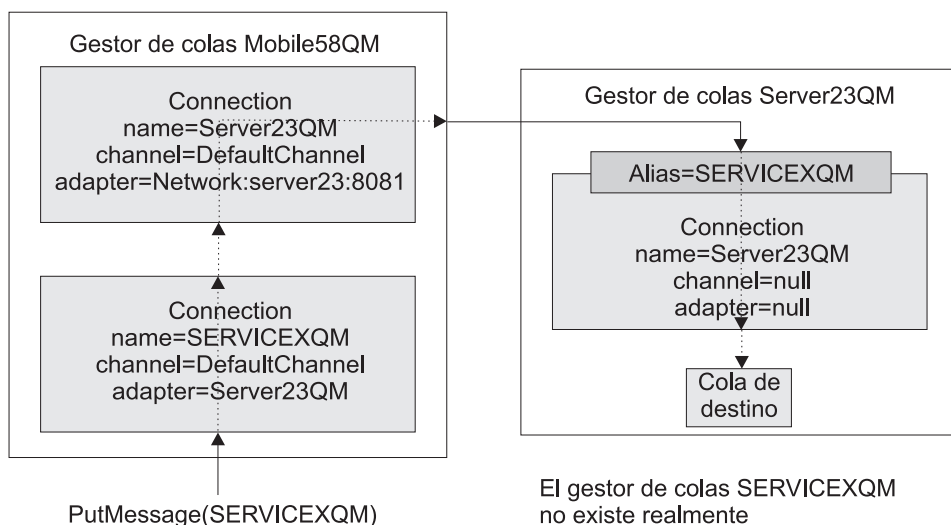 Gestor de colas Mobile58QM
Connection
name=Server23QM
channel=DefaultChannel
adapter=Network:server23:8081
Connection
name=SERVICEXQM
channel=DefaultChannel
adapter=Server23QM
PutMessage(SERVICEXQM)
Gestor de colas Server23QM
Alias=SERVICEXQM
Connection
name=Server23QM
channel=null
adapter=null
Cola de
destino
El gestor de colas SERVICEXQM
no existe realmente